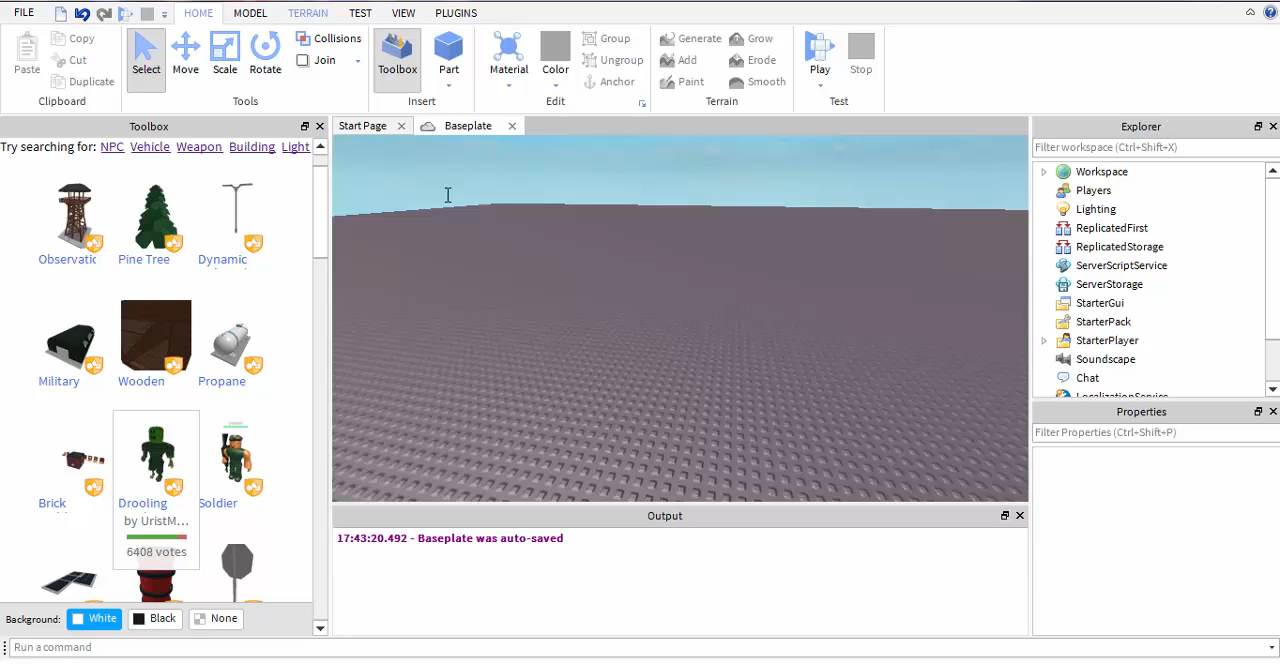 FILE
HOME
MODEL
TERRAIN
TEST
VIEW
PLUGINS
Paste
Copy
Cut
Duplicate
Clipboard
Select
Move
Scale
Rotate
Collisions
Join
Tools
Toolbox
Part
Insert
Material
Color
Group
Ungroup
Anchor
Edit
Generate
Grow
Add
Erode
Paint
Smooth
Terrain
Play
Stop
Test
Toolbox
Try searching for: NPC Vehicle Weapon Building Light
Observatic
Pine Tree
Dynamic
Military
Wooden
Propane
Brick
Drooling
Soldier
by UristM...
6408 votes
Background:
White
Black
None
Start Page
Baseplate
Output
17:43:20.492 - Baseplate was auto-saved
Explorer
Filter workspace (Ctrl+Shift+X)
Workspace
Players
Lighting
ReplicatedFirst
ReplicatedStorage
ServerScriptService
ServerStorage
StarterGui
StarterPack
StarterPlayer
Soundscape
Chat
LocalizationService
Properties
Filter Properties (Ctrl+Shift+P)
Run a command